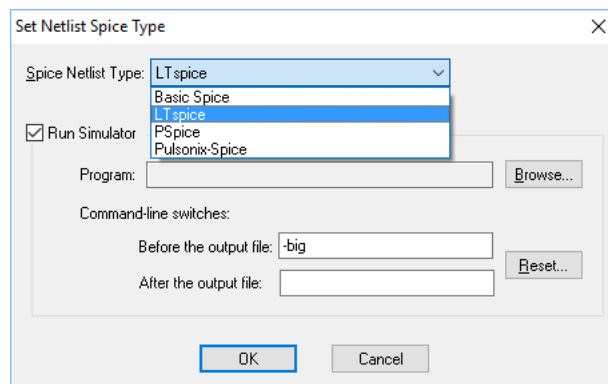 Set Netlist Spice Type
Spice Netlist Type: LTspice
Basic Spice
LTspice
PSpice
Pulsonix-Spice
Run Simulator
Program:
Browse...
Command-line switches:
Before the output file: -big
Reset...
After the output file:
OK
Cancel